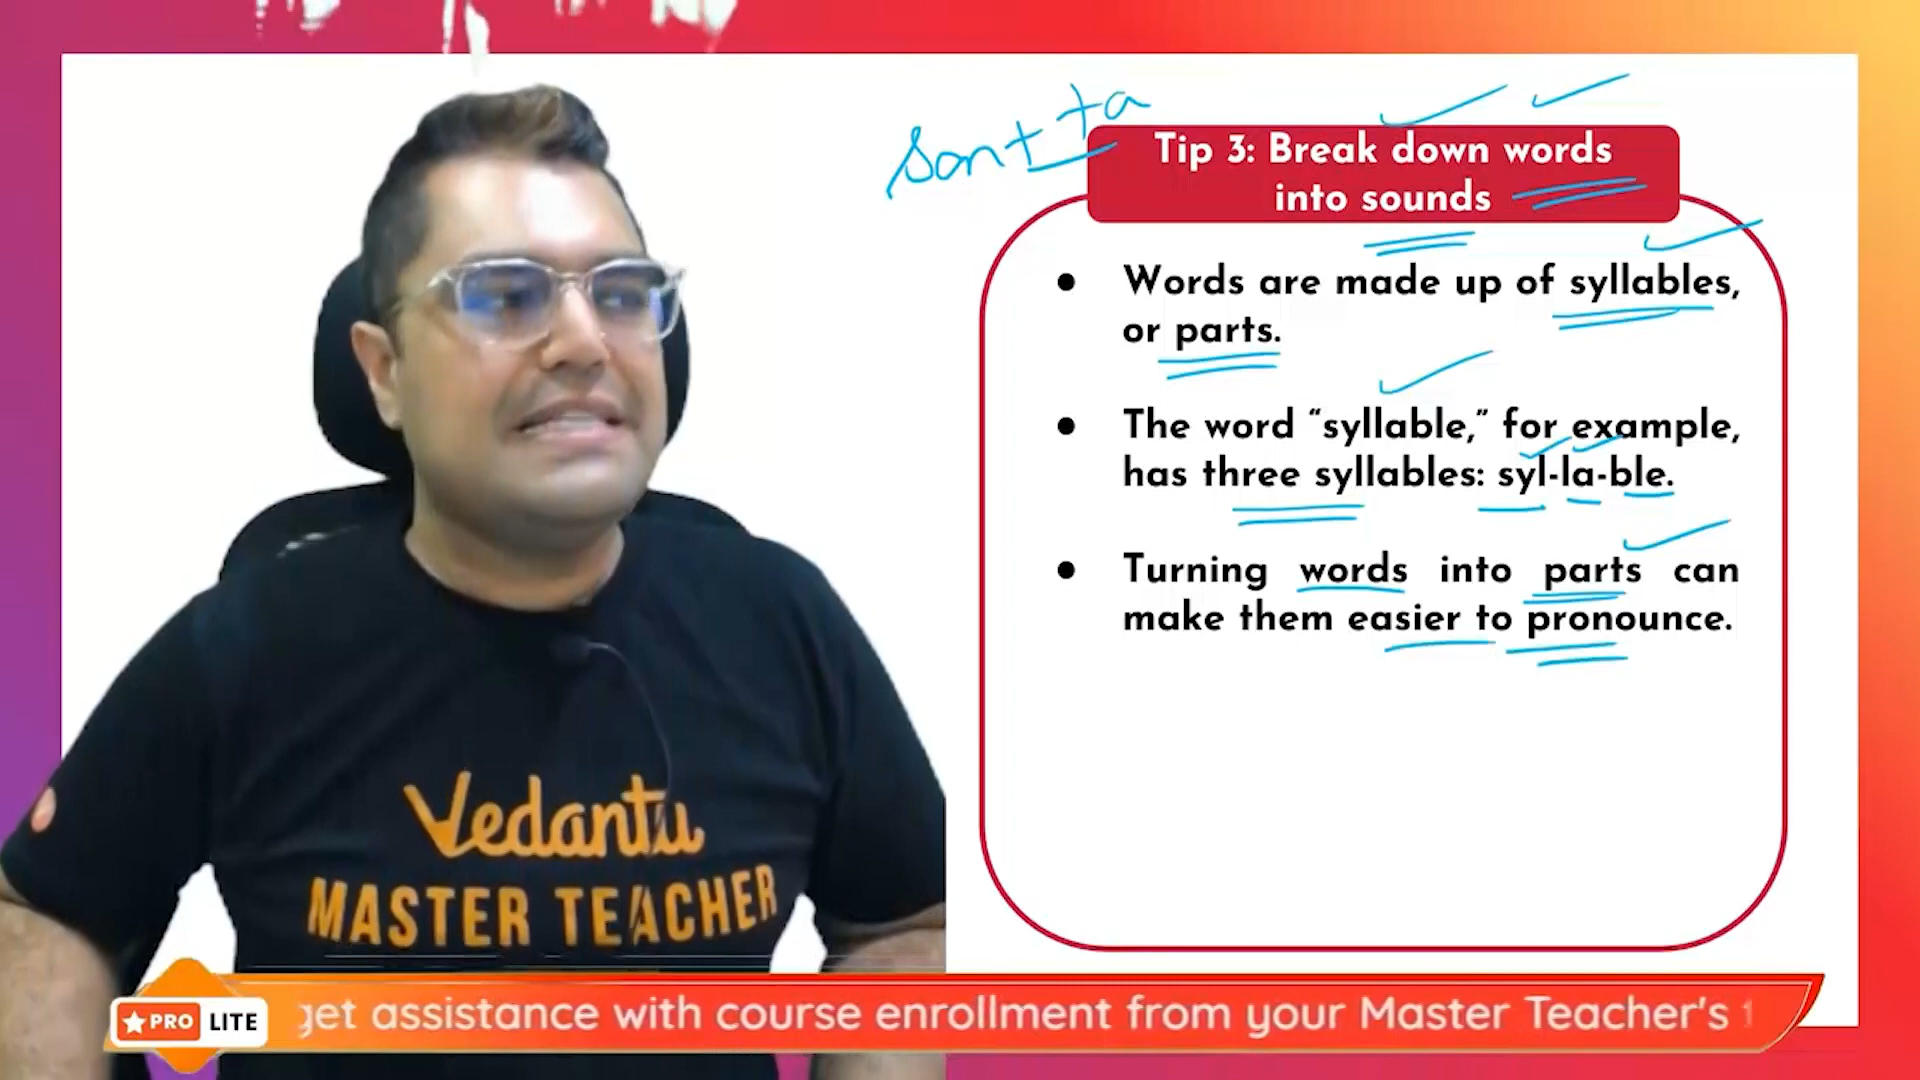 Tip 3: Break down words
into sounds
● Words are made up of syllables,
or parts.
● The word “syllable,” for example,
has three syllables: syl-la-ble.
● Turning words into parts can
make them easier to pronounce.
Vedantu
MASTER TEACHER
PRO LITE get assistance with course enrollment from your Master Teacher's